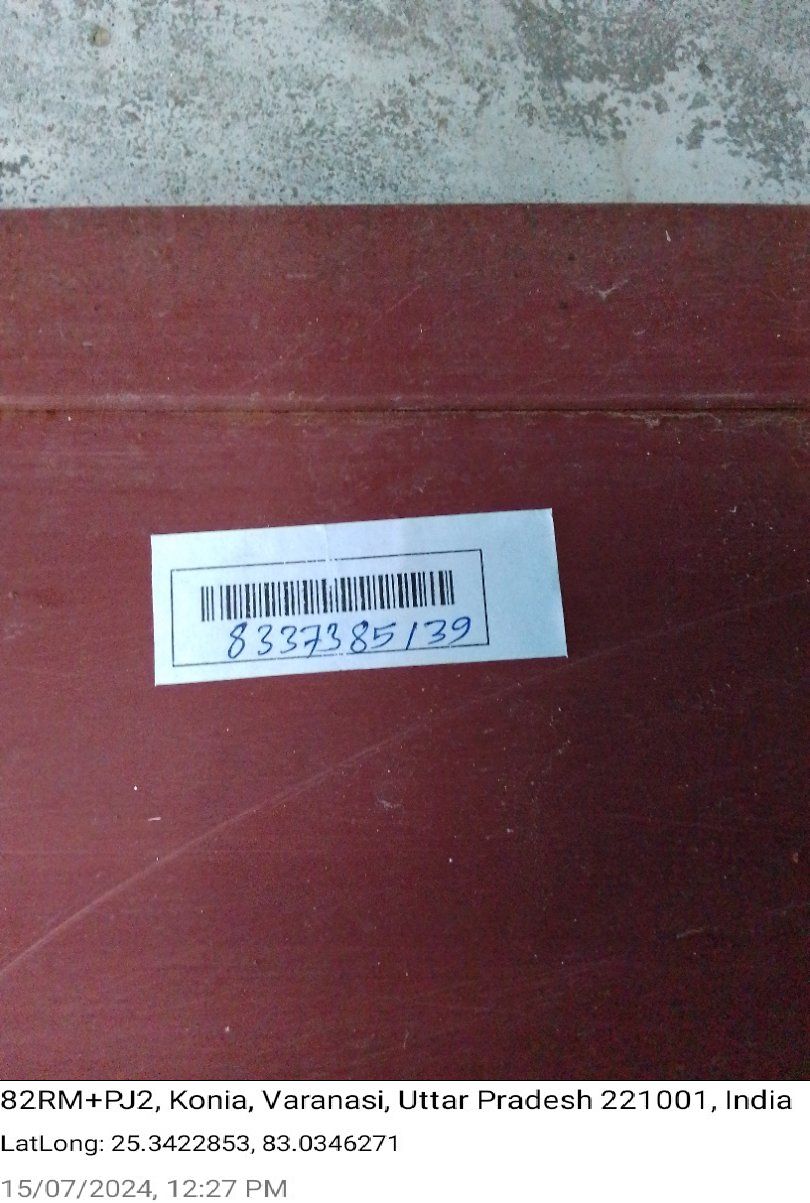 8337385139
82RM+PJ2, Konia, Varanasi, Uttar Pradesh 221001, India
LatLong: 25.3422853, 83.0346271
15/07/2024, 12:27 PM